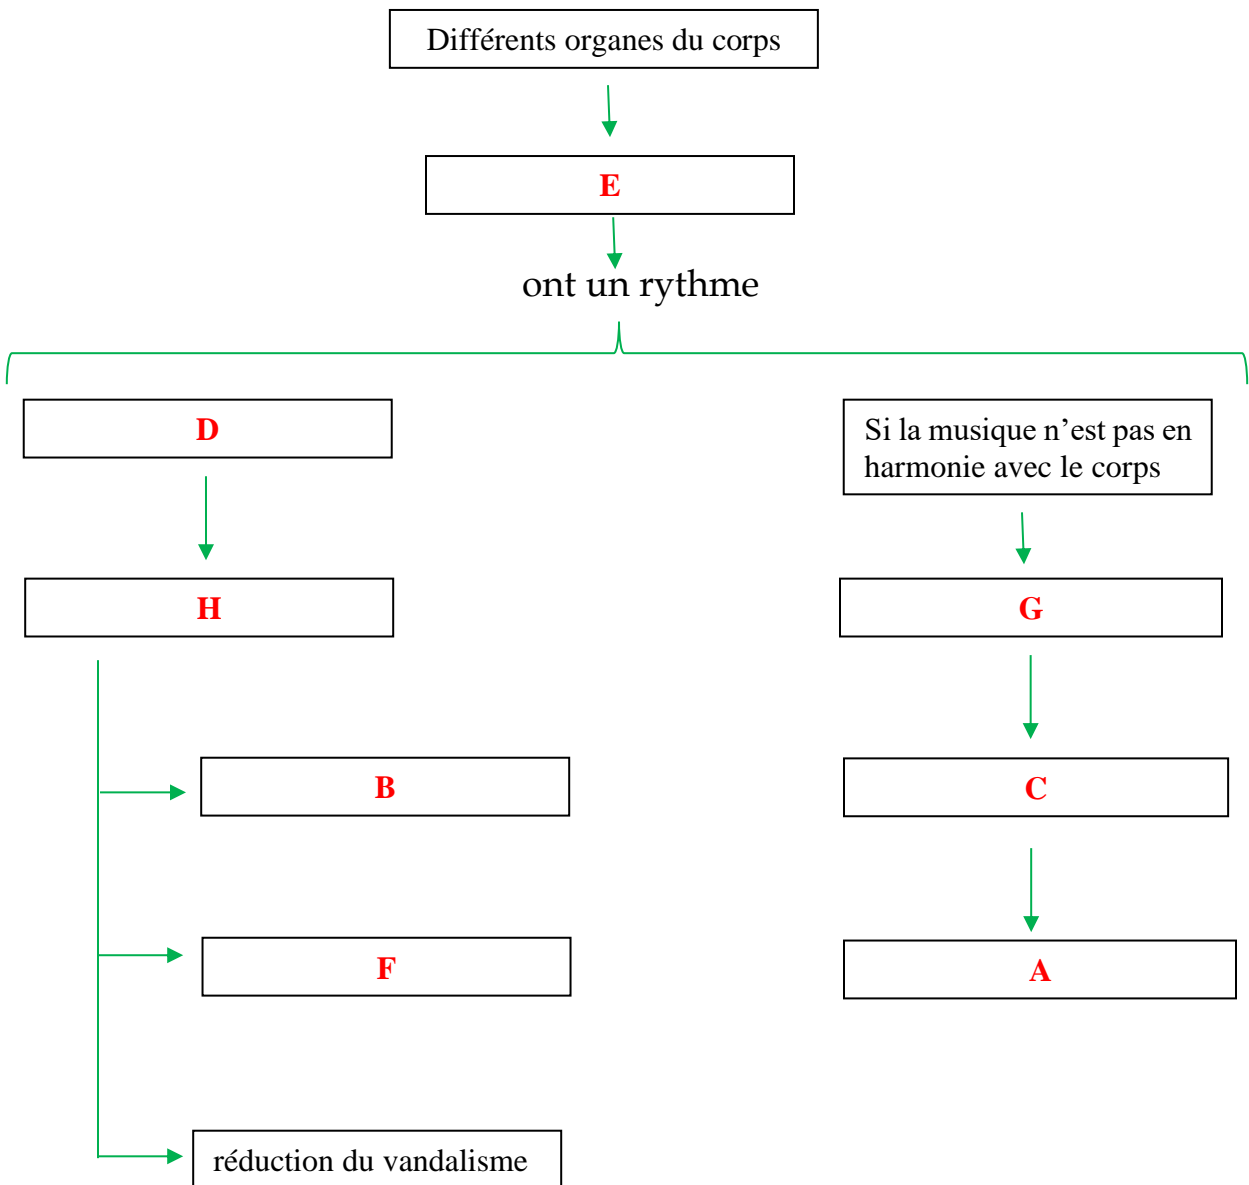 Différents organes du corps
E
ont un rythme
D
Si la musique n’est pas en
harmonie avec le corps
H
G
B
C
F
A
réduction du vandalisme